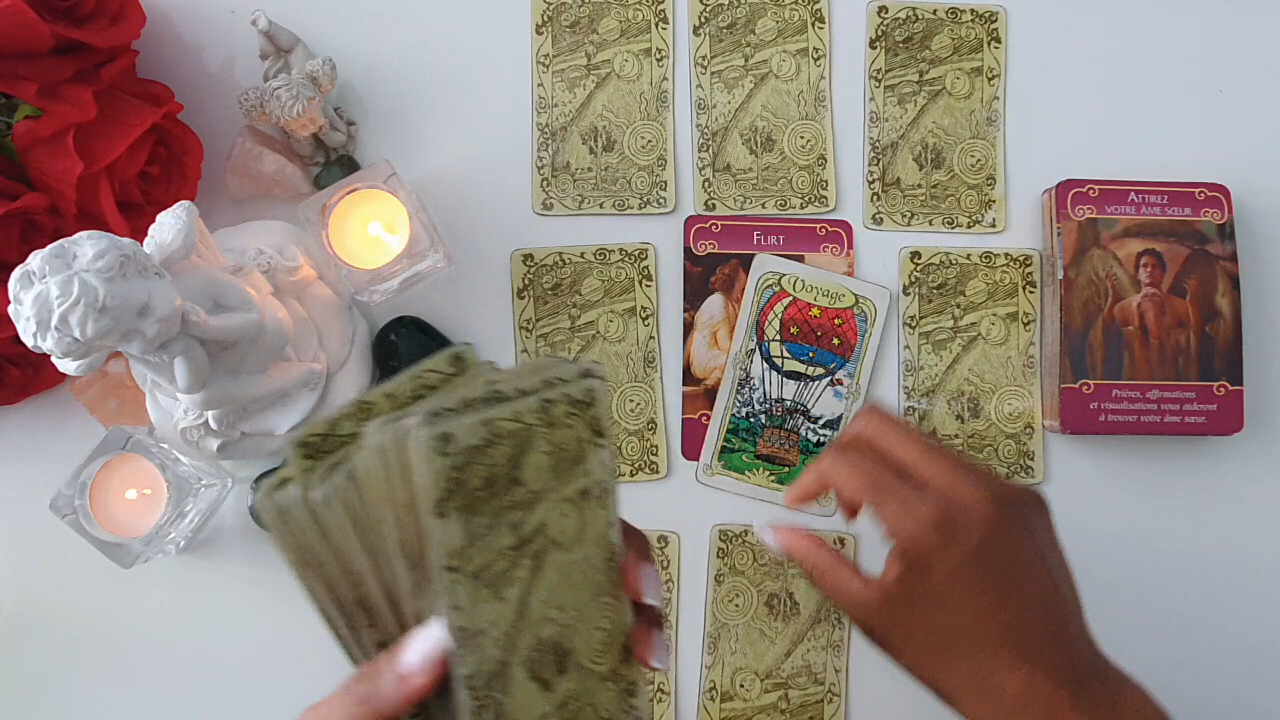 FLIRT
Voyage
ATTIREZ
VOTRE ÂME SŒUR
Prières, affirmations
et visualisations vous aideront
à trouver votre âme sœur.